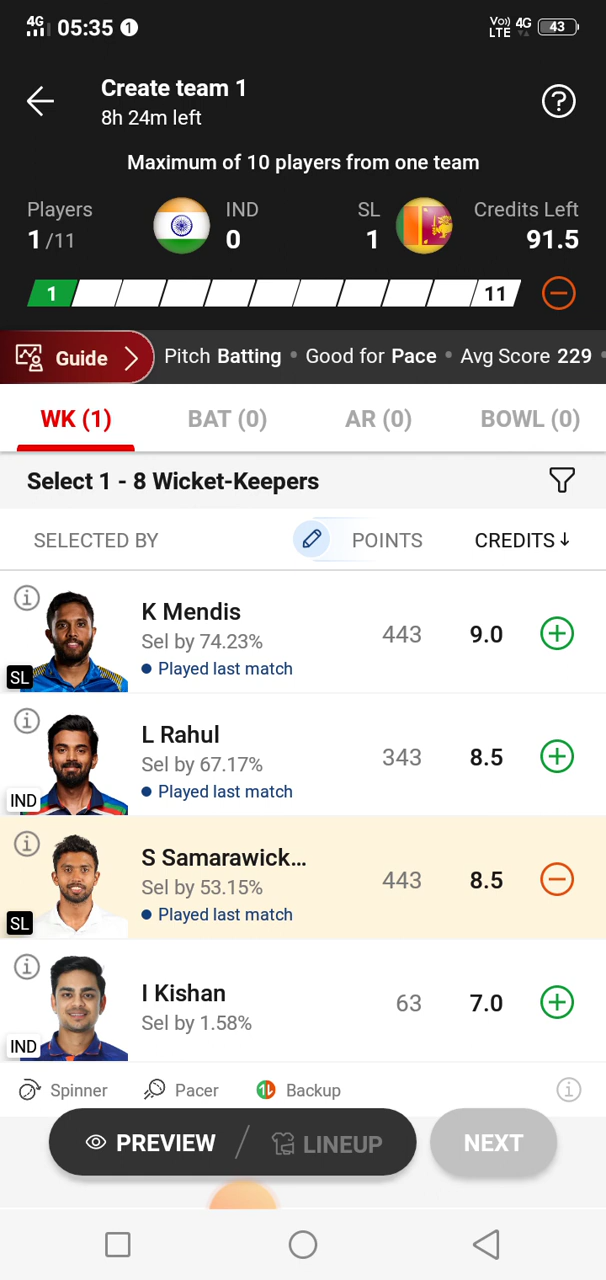 4G 05:35 1 Vo)) LTE 4G 43
Create team 1
8h 24m left
?
Maximum of 10 players from one team
Players IND SL Credits Left
1/11 0 1 91.5
1 11
Guide Pitch Batting • Good for Pace • Avg Score 229 •
WK (1) BAT (0) AR (0) BOWL (0)
Select 1 - 8 Wicket-Keepers
SELECTED BY POINTS CREDITS↓
K Mendis
Sel by 74.23% 443 9.0
• Played last match
SL
L Rahul
Sel by 67.17% 343 8.5
• Played last match
IND
S Samarawick...
Sel by 53.15% 443 8.5
• Played last match
SL
I Kishan
Sel by 1.58% 63 7.0
IND
Spinner Pacer Backup
PREVIEW / LINEUP NEXT